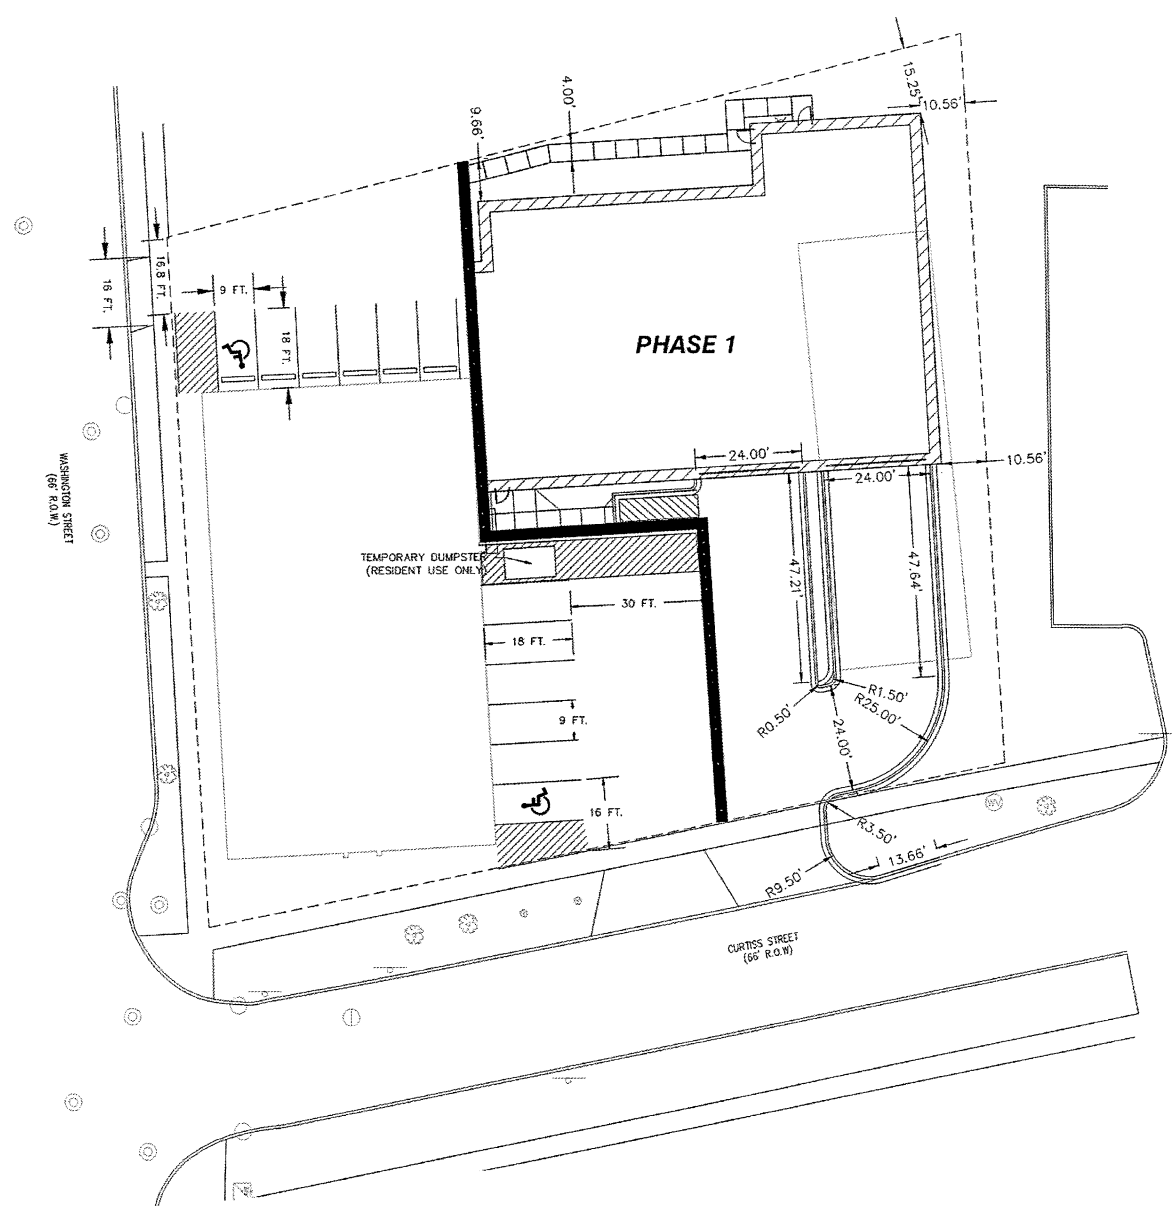 15.25'
10.56'
4.00'
9.66'
16.8 FT.
16 FT.
9 FT.
18 FT.
PHASE 1
24.00'
10.56'
24.00'
WASHINGTON STREET
(66' R.O.W)
TEMPORARY DUMPSTER
(RESIDENT USE ONLY)
47.21'
47.64'
30 FT.
18 FT.
9 FT.
R1.50'
R25.00'
R0.50'
24.00'
16 FT.
WV
R3.50'
13.66'
R9.50'
CURTISS STREET
(66' R.O.W)